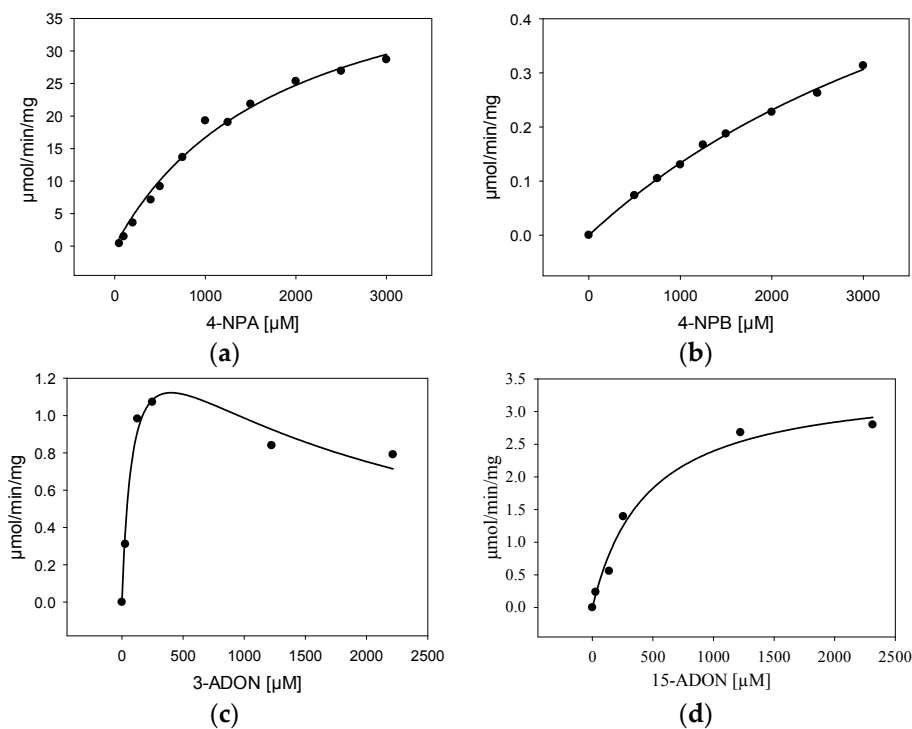 35
30
25
20
15
10
5
0
µmol/min/mg
0 1000 2000 3000
4-NPA [µM]
(a)
0.4
0.3
0.2
0.1
0.0
µmol/min/mg
0 1000 2000 3000
4-NPB [µM]
(b)
1.2
1.0
0.8
0.6
0.4
0.2
0.0
µmol/min/mg
0 500 1000 1500 2000 2500
3-ADON [µM]
(c)
3.5
3.0
2.5
2.0
1.5
1.0
0.5
0.0
µmol/min/mg
0 500 1000 1500 2000 2500
15-ADON [µM]
(d)